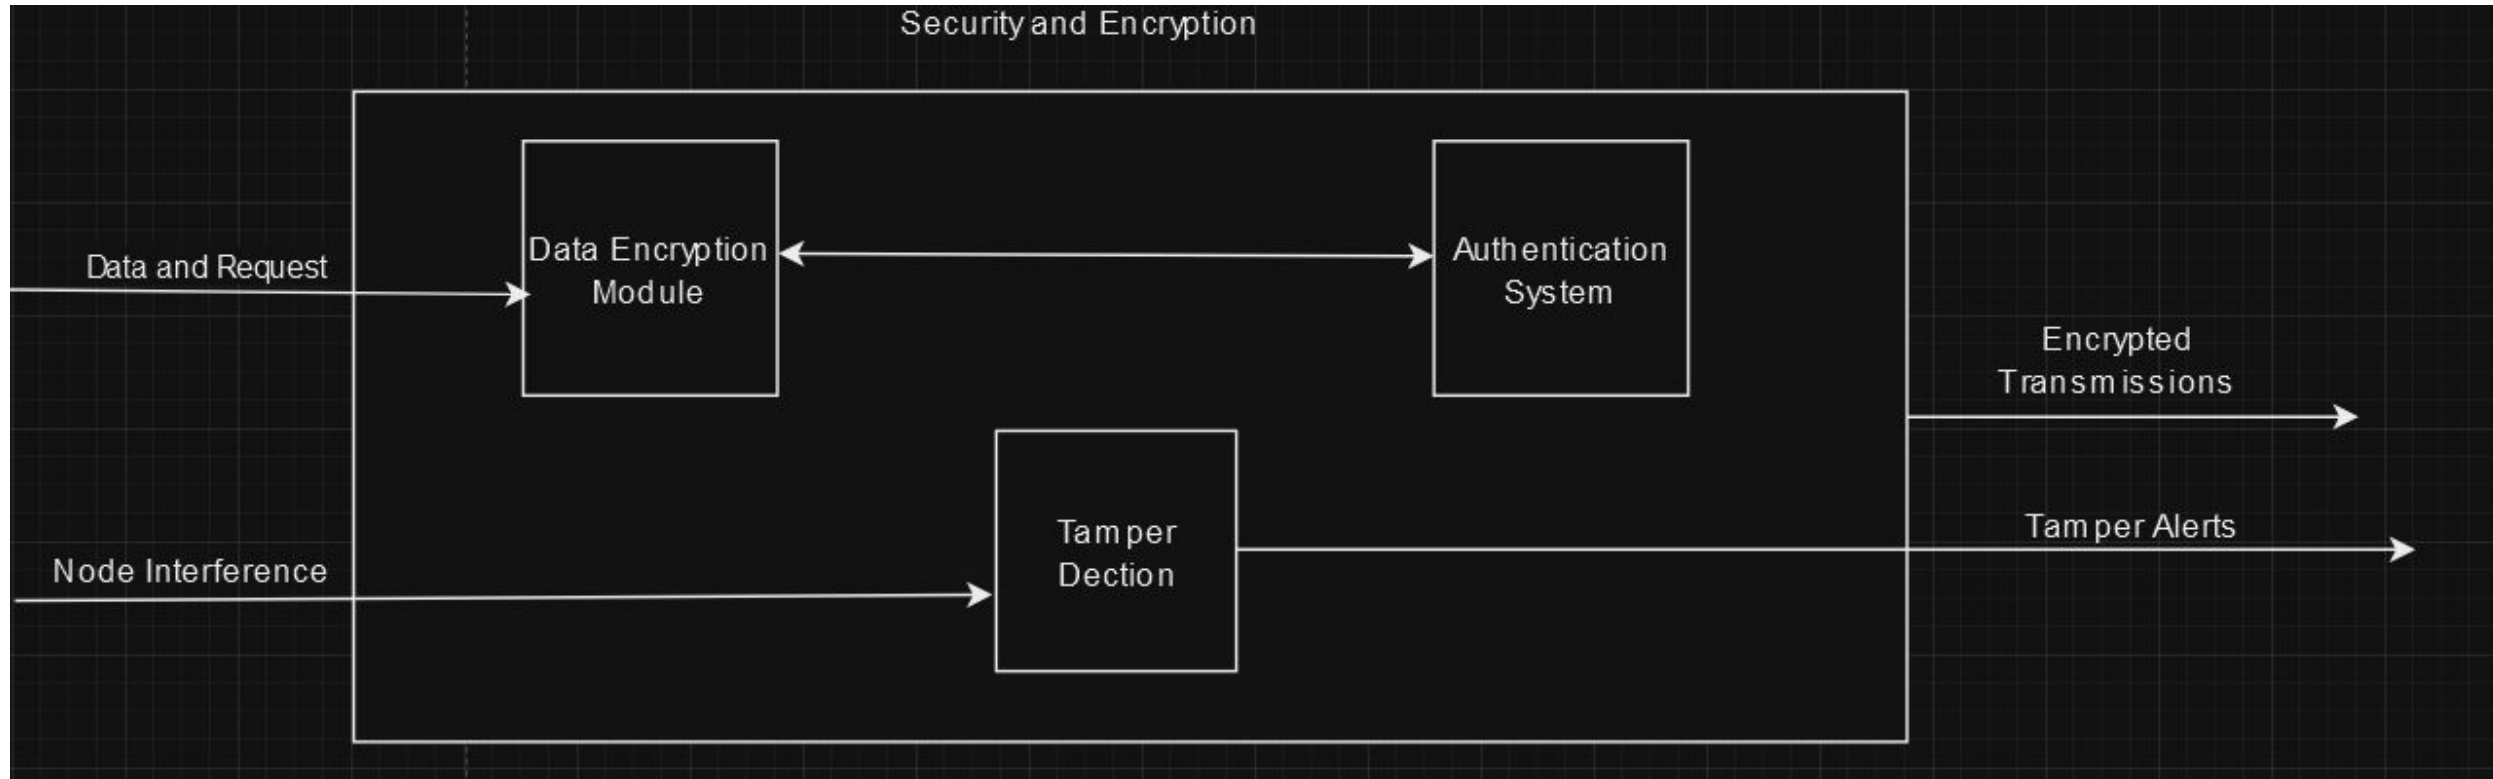 Security and Encryption
Data and Request
Data Encryption
Module
Authentication
System
Encrypted
Transmissions
Node Interference
Tamper
Dection
Tamper Alerts